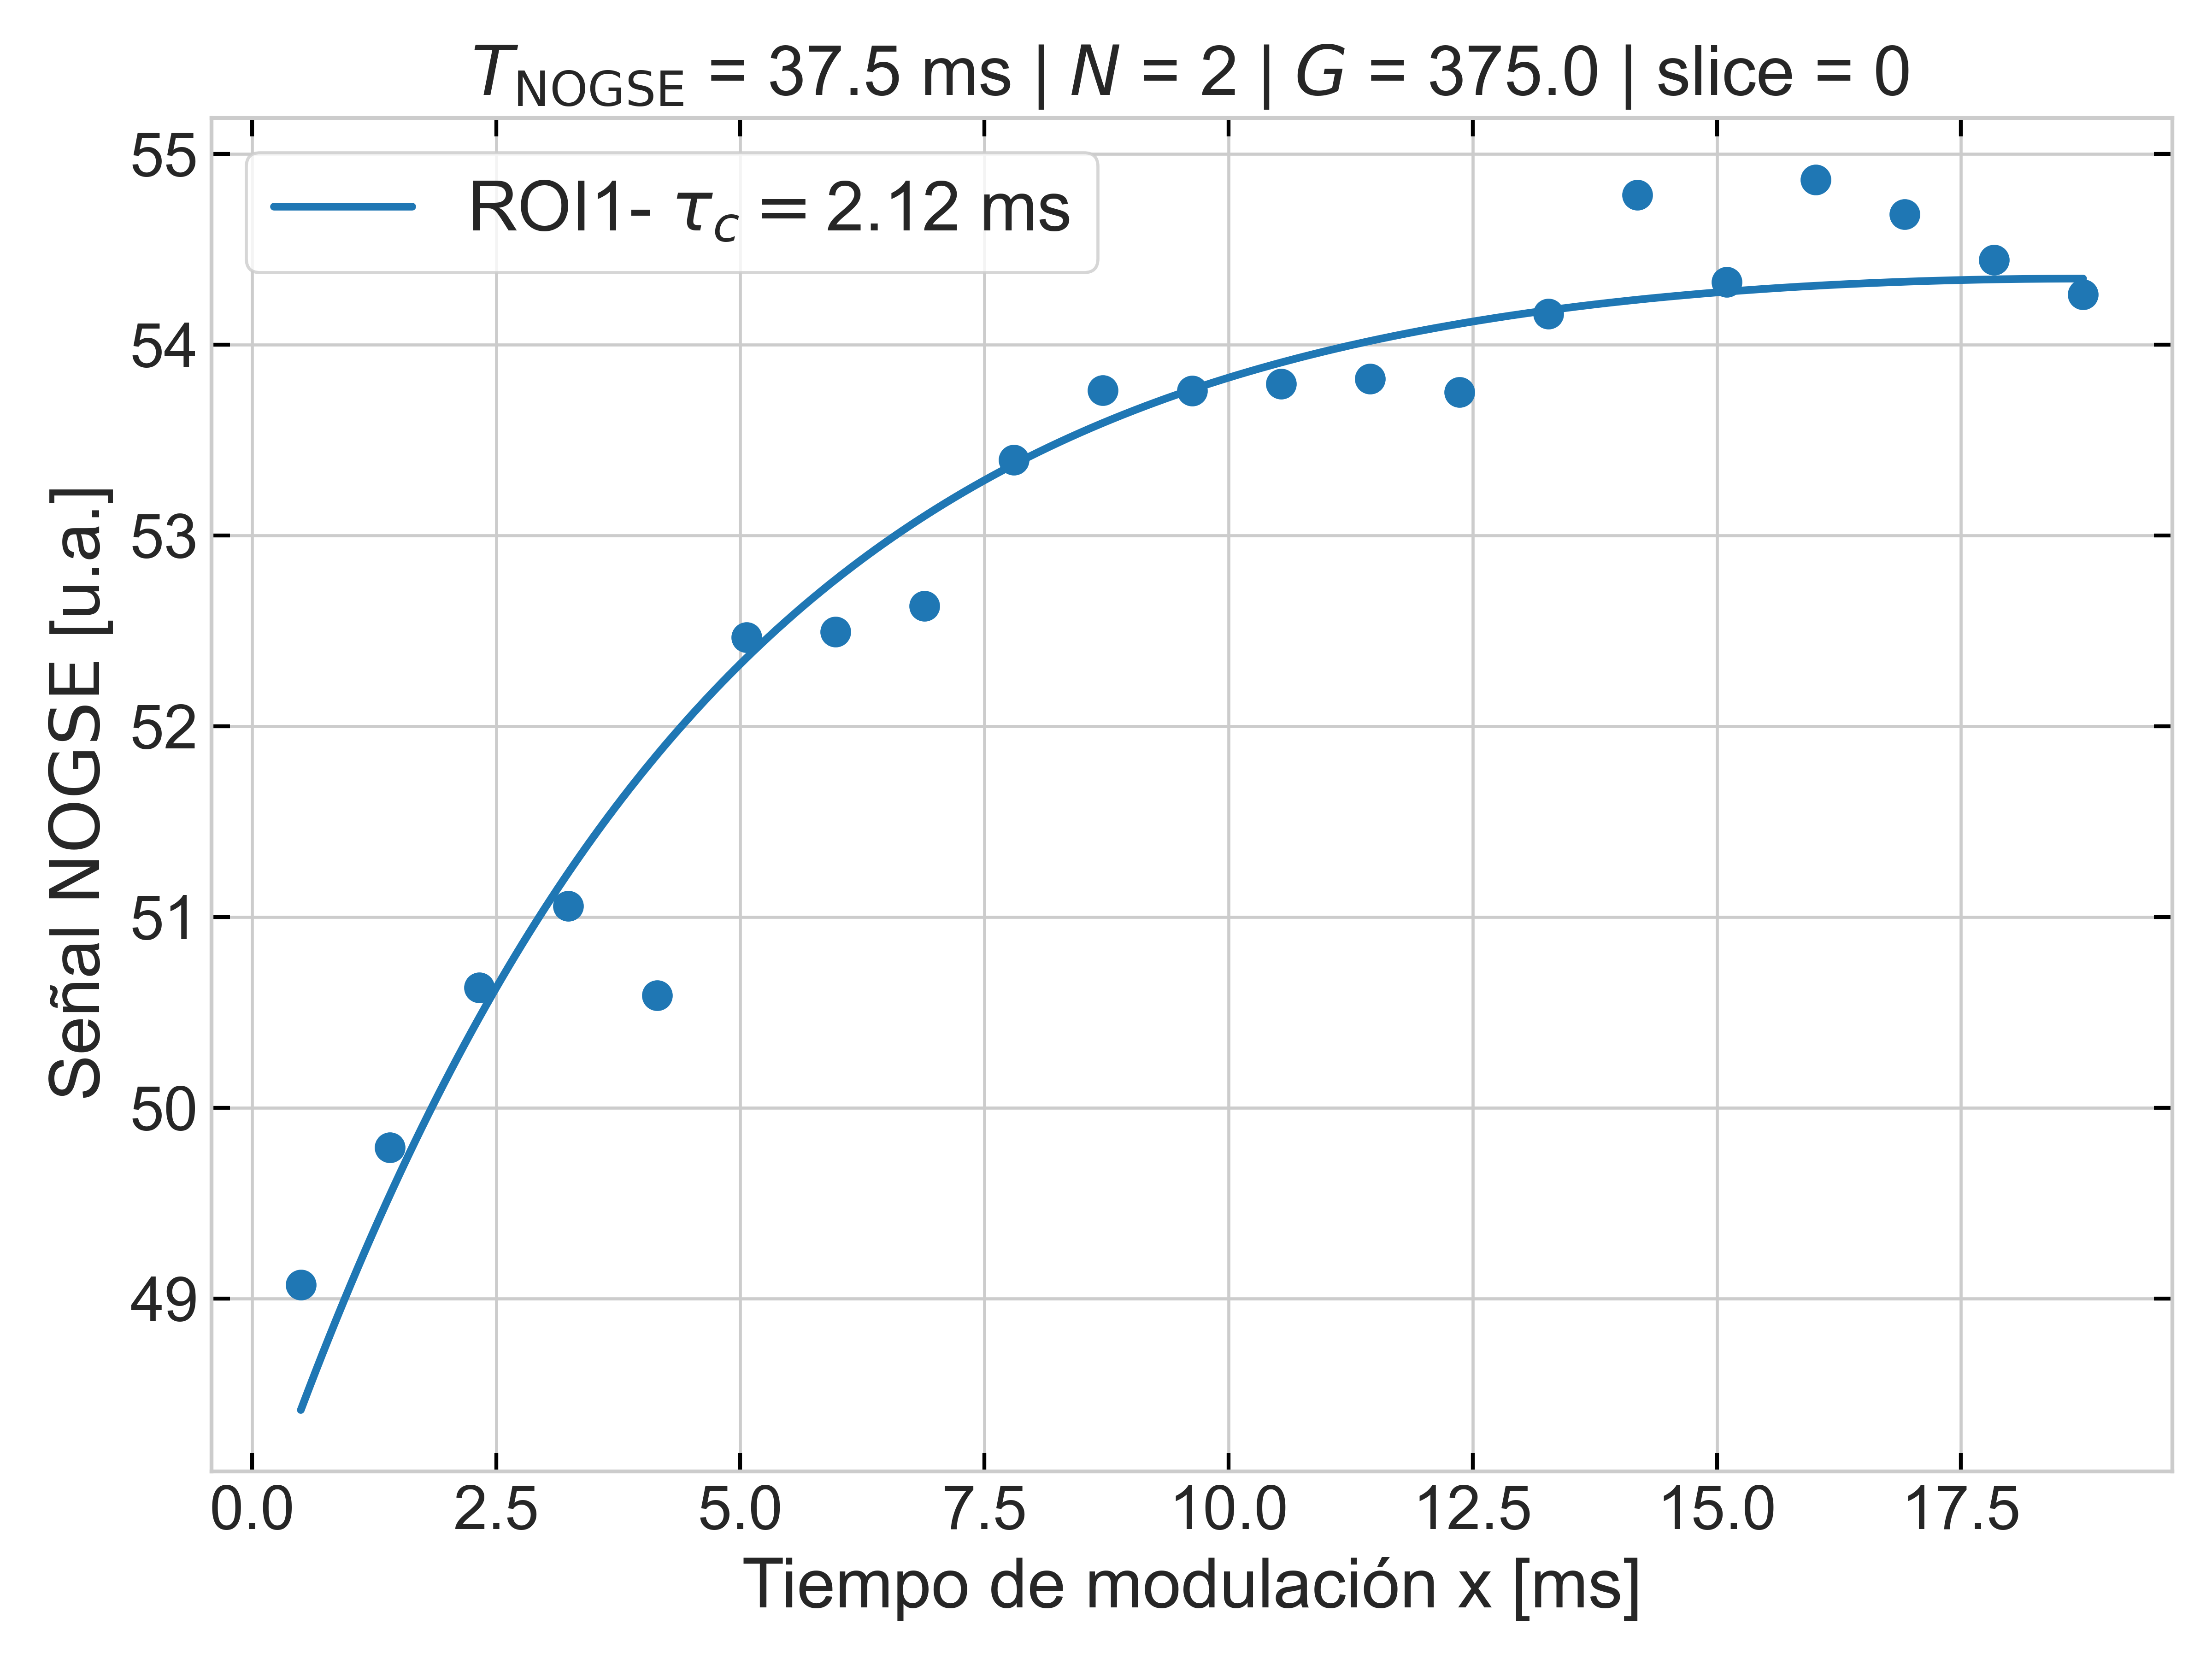 T_NOGSE = 37.5 ms | N = 2 | G = 375.0 | slice = 0
ROI1- τ_c = 2.12 ms
55
54
53
52
51
50
49
Señal NOGSE [u.a.]
0.0 2.5 5.0 7.5 10.0 12.5 15.0 17.5
Tiempo de modulación x [ms]